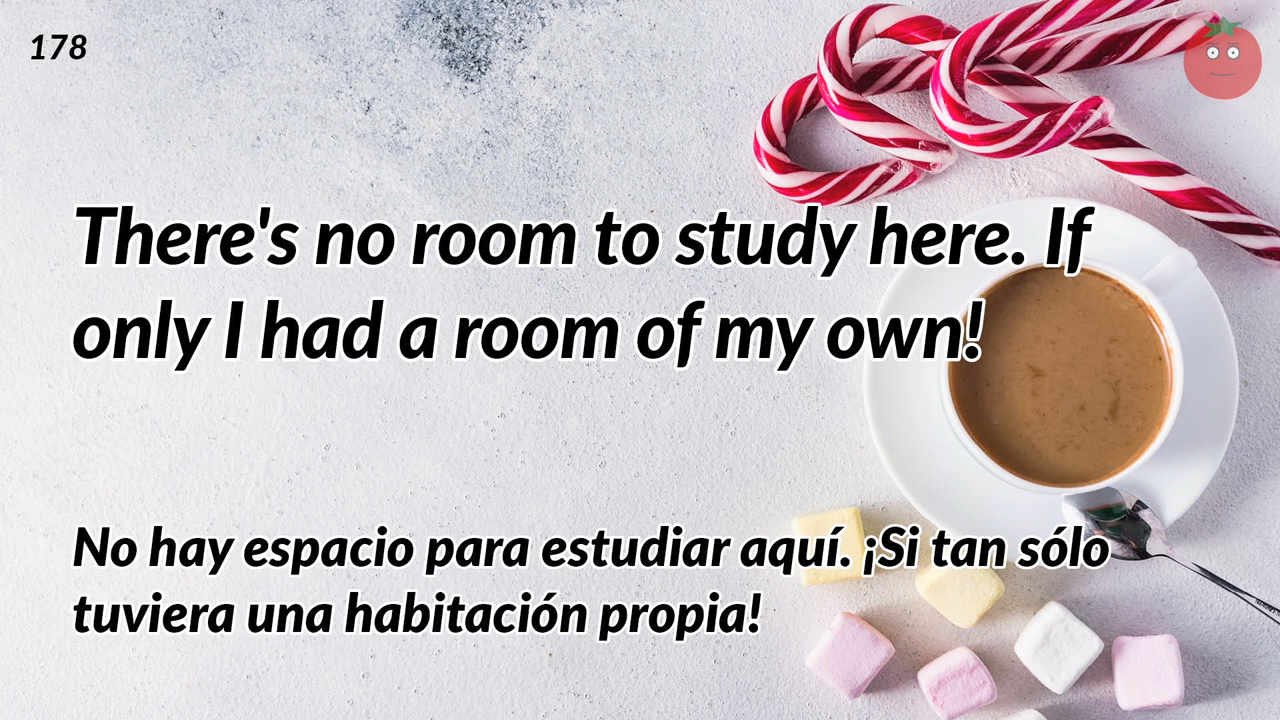 178
There's no room to study here. If
only I had a room of my own!
No hay espacio para estudiar aquí. ¡Si tan sólo
tuviera una habitación propia!